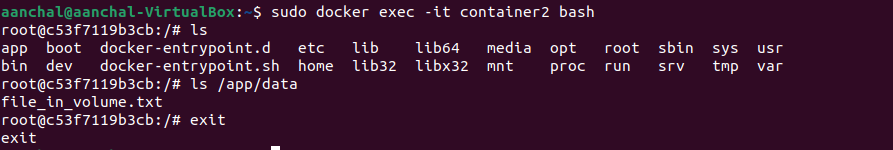 aanchal@aanchal-VirtualBox:~$ sudo docker exec -it container2 bash
root@c53f7119b3cb:/# ls
app  boot  docker-entrypoint.d   etc   lib    lib64   media  opt   root  sbin  sys  usr
bin  dev   docker-entrypoint.sh  home  lib32  libx32  mnt    proc  run   srv   tmp  var
root@c53f7119b3cb:/# ls /app/data
file_in_volume.txt
root@c53f7119b3cb:/# exit
exit